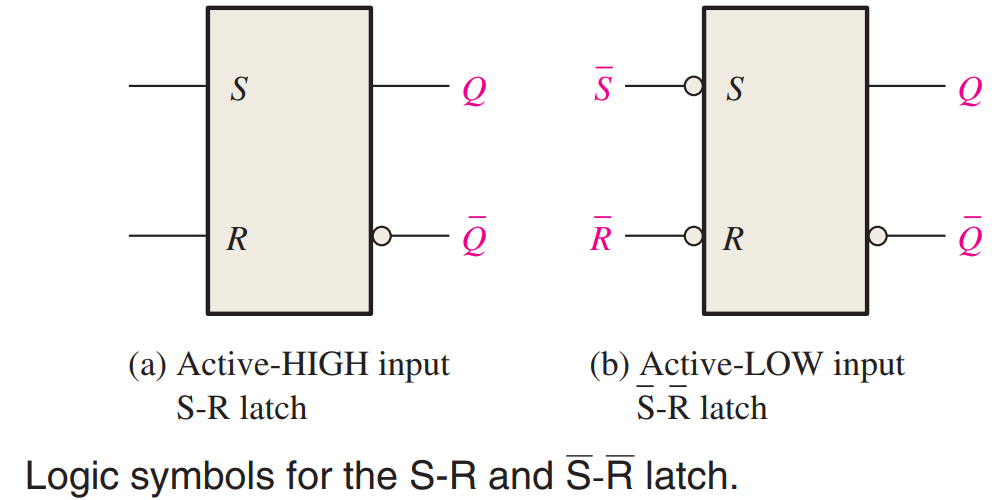 S Q S̅ S Q
R Q̅ R̅ R Q̅
(a) Active-HIGH input (b) Active-LOW input
S-R latch S̅-R̅ latch
Logic symbols for the S-R and S̅-R̅ latch.